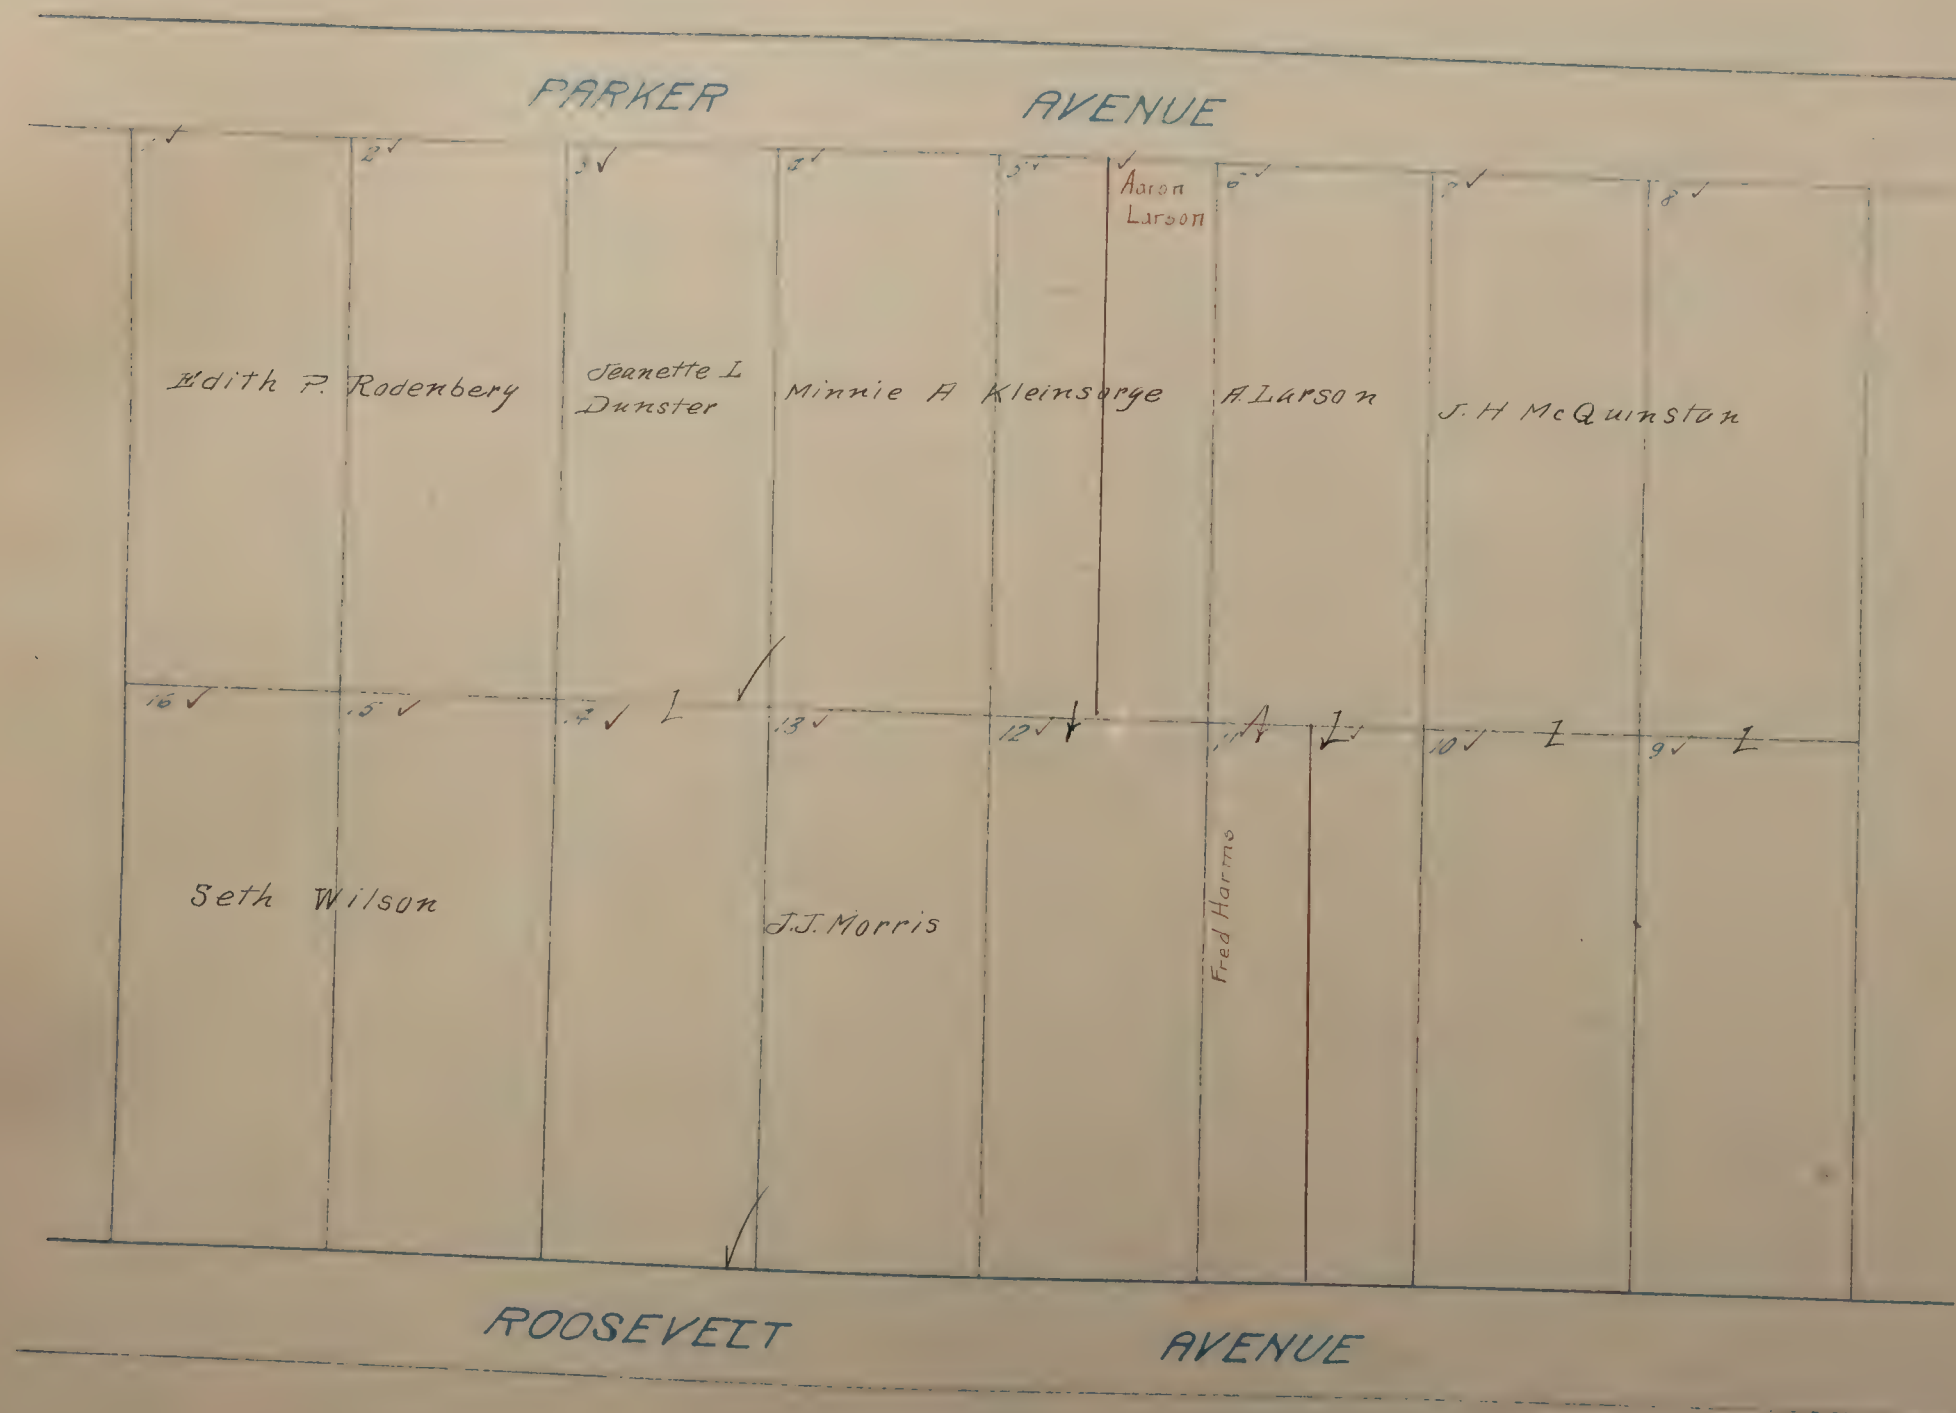 PARKER AVENUE
1 ✓ 2 ✓ 3 ✓ 4 ✓ 5 ✓ ✓ 6 ✓ 7 ✓ 8 ✓
Aaron
Larson
Edith P. Rodenbery
Jeanette L
Dunster
Minnie A Kleinsorge
A. Larson
J. H McQuinston
16 ✓ 15 ✓ 14 ✓ L 13 ✓ 12 ✓ 11 A L ✓ 10 ✓ L 9 ✓ L
Seth Wilson
J.J. Morris
Fred Harms
ROOSEVELT AVENUE